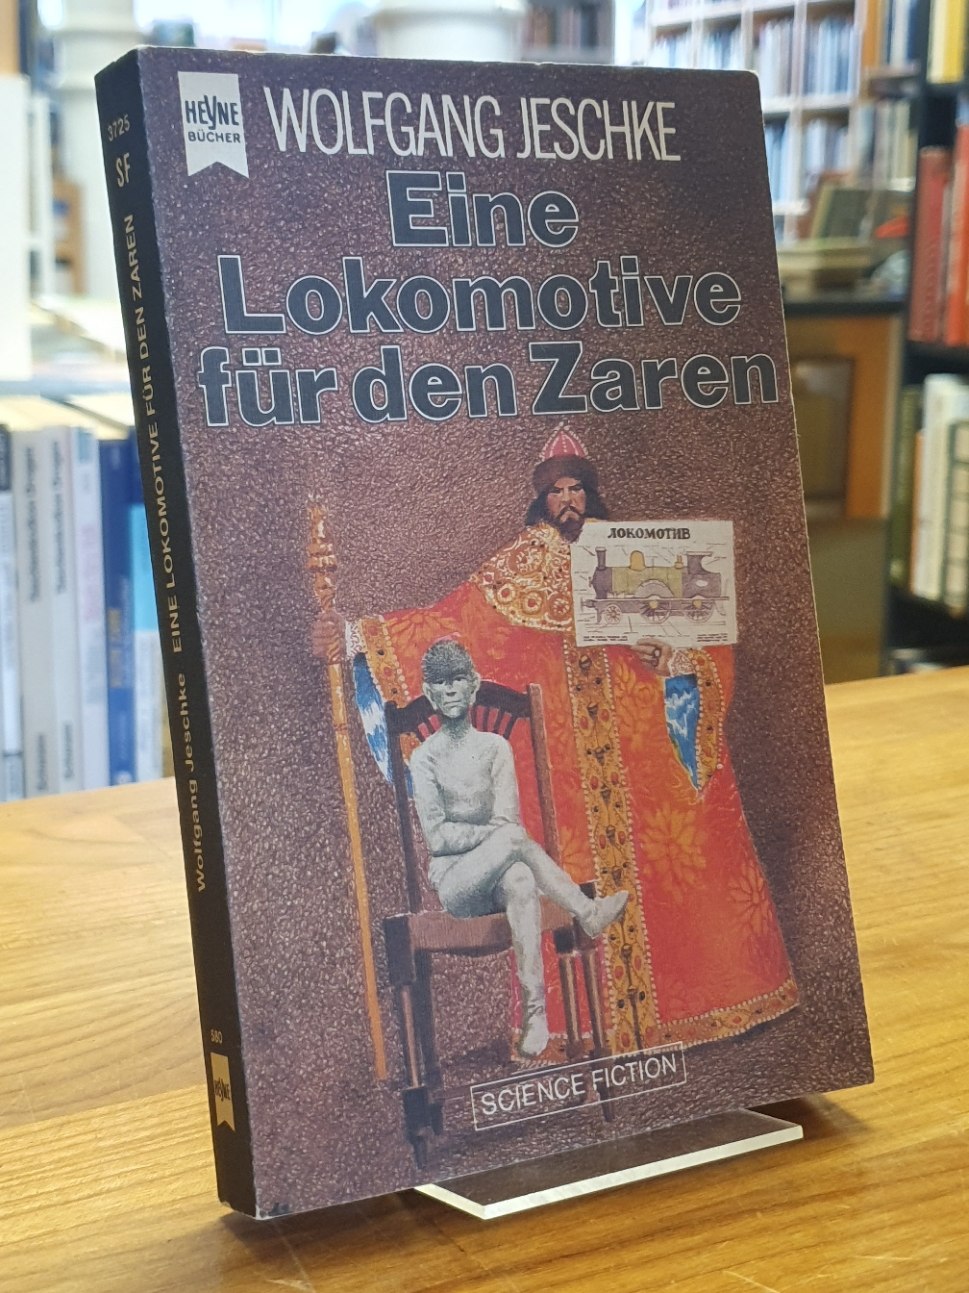 HEYNE
BÜCHER
WOLFGANG JESCHKE
Eine
Lokomotive
für den Zaren
ЛОКОМОТИВ
SCIENCE FICTION
3725
SF
Wolfgang Jeschke EINE LOKOMOTIVE FÜR DEN ZAREN
580
HEYNE